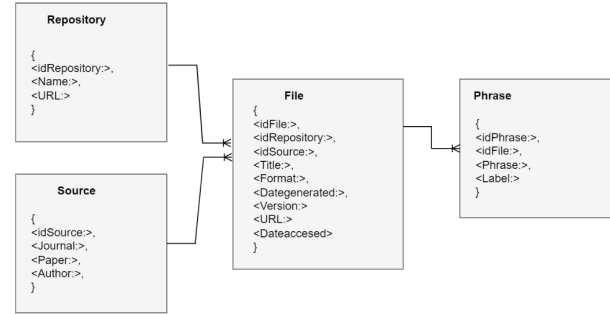 Repository
{
<idRepository:>,
<Name:>,
<URL:>
}
Source
{
<idSource:>,
<Journal:>,
<Paper:>,
<Author:>,
}
File
{
<idFile:>,
<idRepository:>,
<idSource:>,
<Title:>,
<Format:>,
<Dategenerated:>,
<Version:>
<URL:>
<Dateaccesed>
}
Phrase
{
<idPhrase:>,
<idFile:>,
<Phrase:>,
<Label:>
}